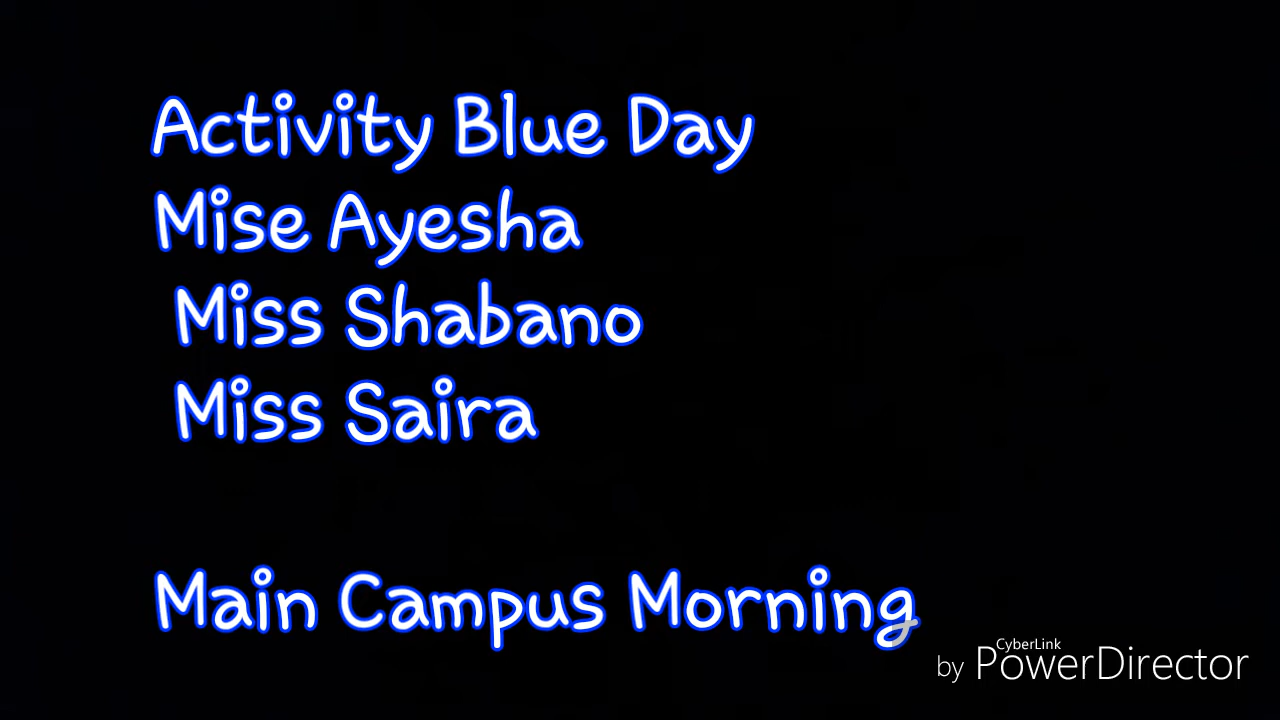 Activity Blue Day
Mise Ayesha
Miss Shabano
Miss Saira
Main Campus Morning
CyberLink
by PowerDirector